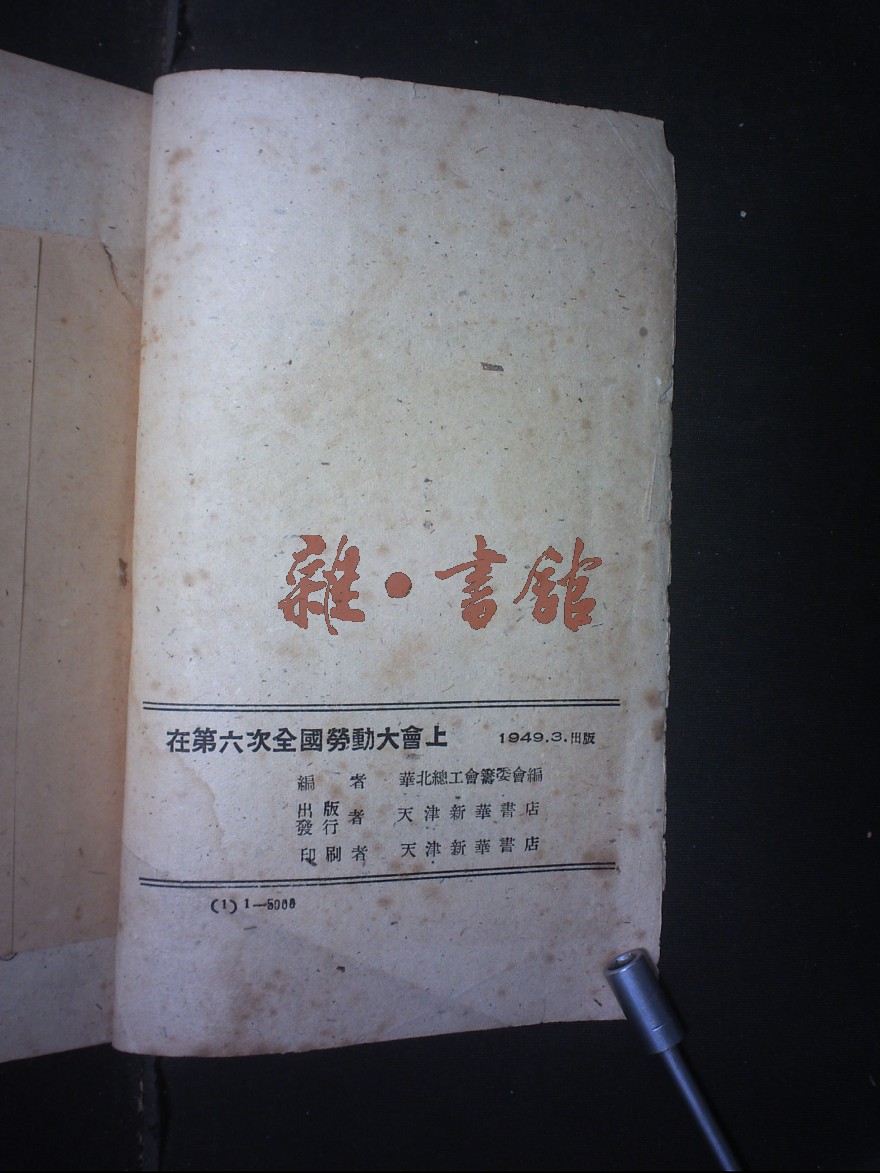 雜·書館
在第六次全國勞動大會上 1949.3.出版
編者 華北總工會籌委會編
出版發行者 天津新華書店
印刷者 天津新華書店
(1) 1—5000